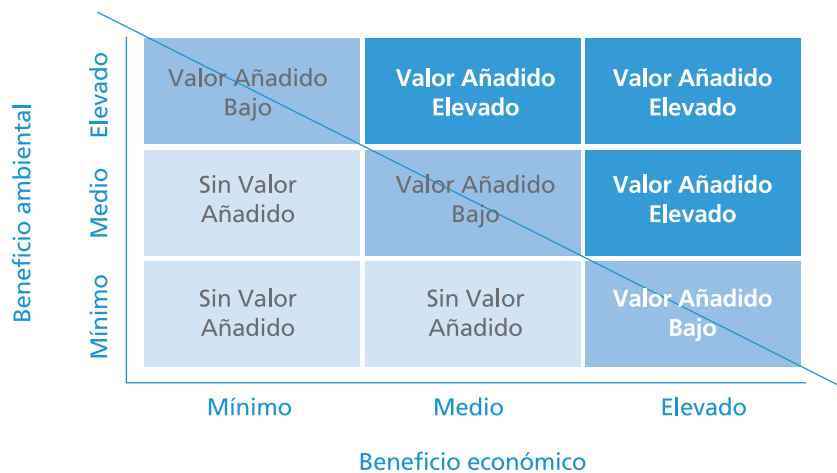 Beneficio ambiental
Elevado
Valor Añadido
Bajo
Valor Añadido
Elevado
Valor Añadido
Elevado
Medio
Sin Valor
Añadido
Valor Añadido
Bajo
Valor Añadido
Elevado
Mínimo
Sin Valor
Añadido
Sin Valor
Añadido
Valor Añadido
Bajo
Mínimo
Medio
Elevado
Beneficio económico